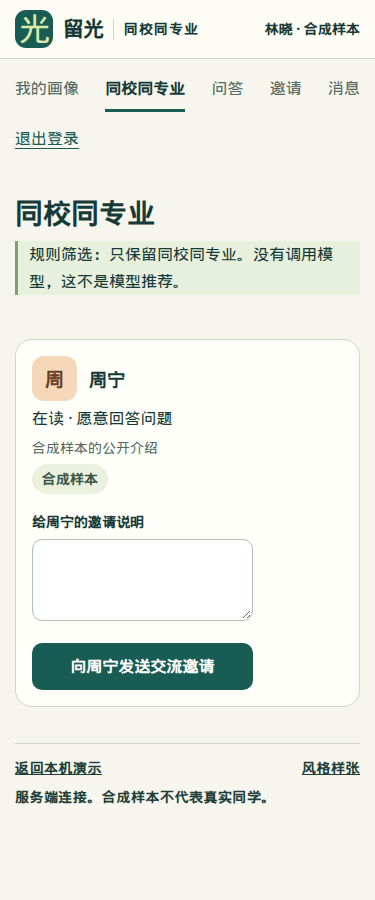 光 留光 同校同专业 林晓 · 合成样本
我的画像 同校同专业 问答 邀请 消息
退出登录
同校同专业
规则筛选：只保留同校同专业。没有调用模
型，这不是模型推荐。
周 周宁
在读 · 愿意回答问题
合成样本的公开介绍
合成样本
给周宁的邀请说明
向周宁发送交流邀请
返回本机演示 风格样张
服务端连接。合成样本不代表真实同学。